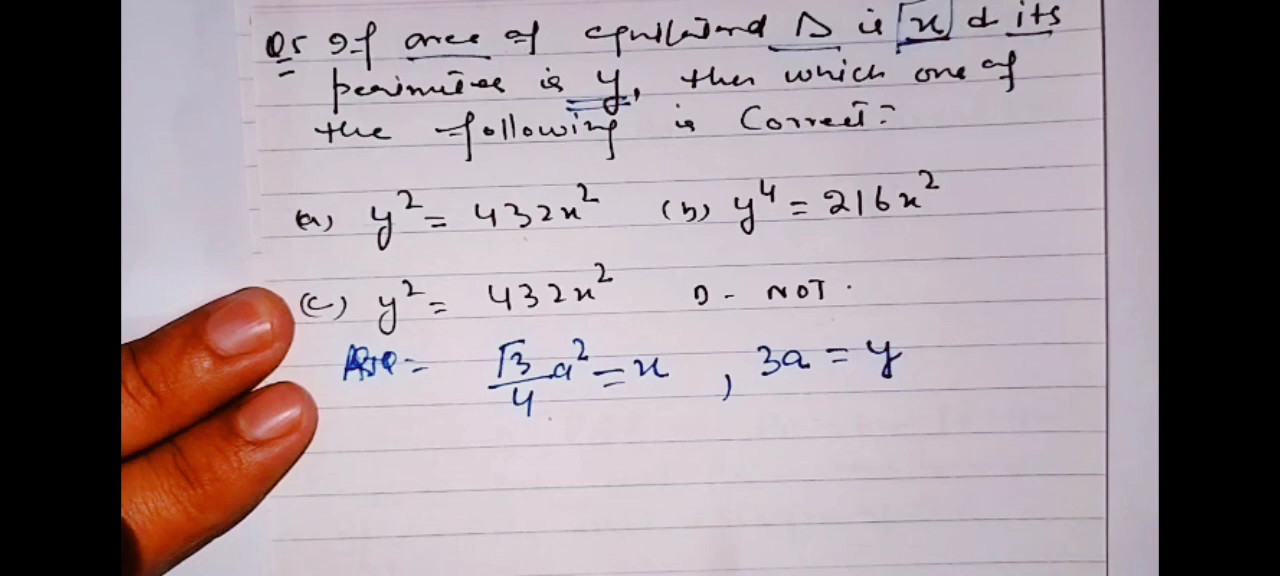 Q5 If area of equilateral Δ is x & its
perimeter is y, then which one of
the following is Correct:
(a) y² = 432x² (b) y⁴ = 216x²
(c) y² = 432x² D - NOT.
√3/4 a² = x , 3a = y